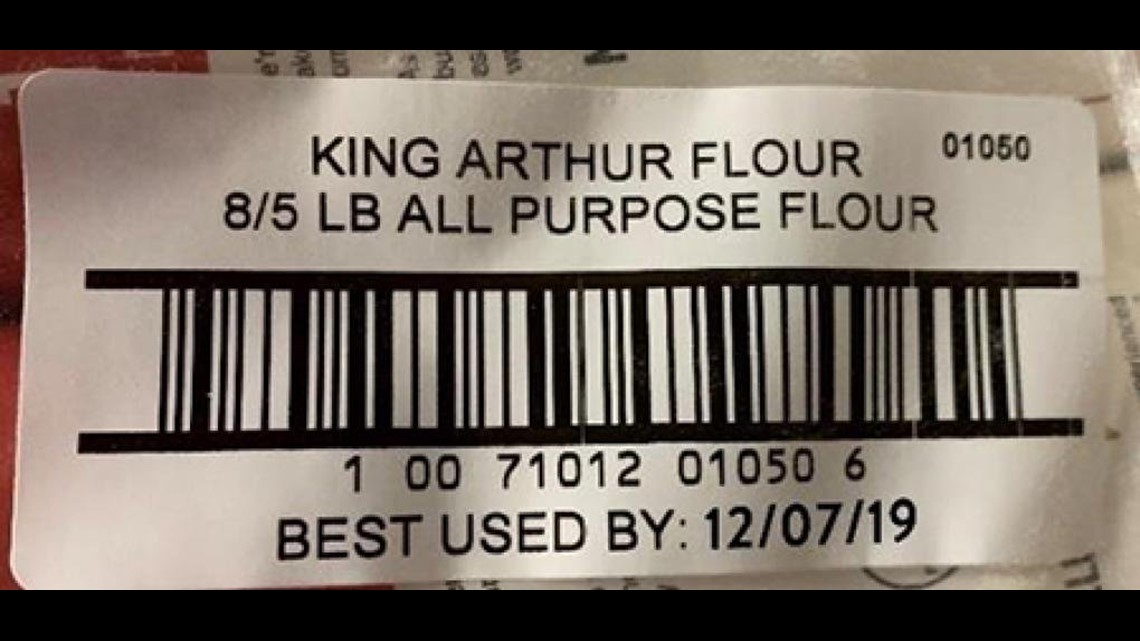 KING ARTHUR FLOUR
01050
8/5 LB ALL PURPOSE FLOUR
1 00 71012 01050 6
BEST USED BY: 12/07/19